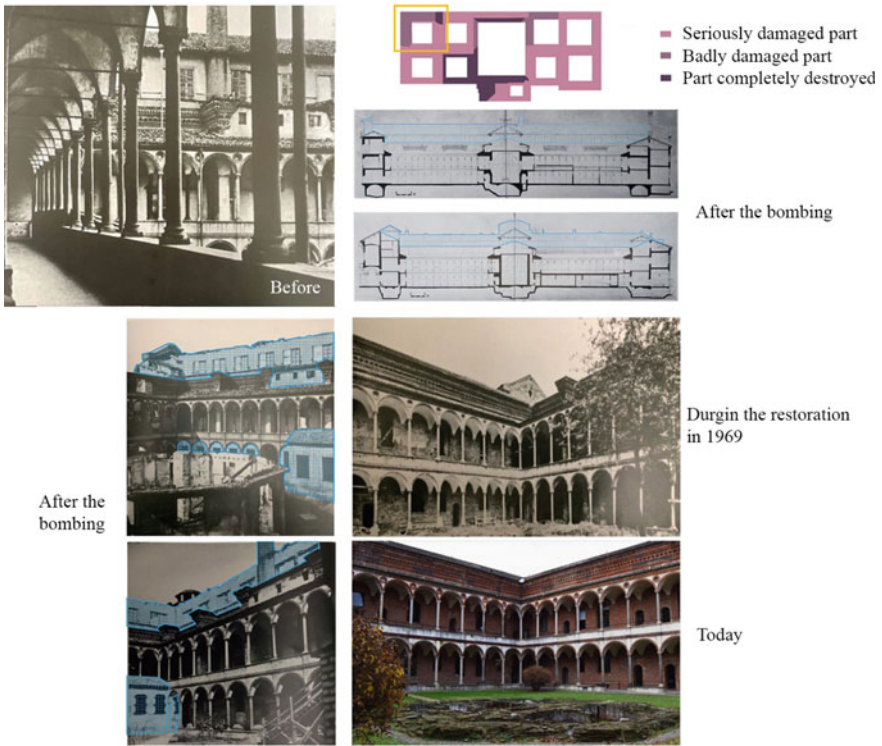 Seriously damaged part
Badly damaged part
Part completely destroyed
After the bombing
Before
Durgin the restoration
in 1969
After the
bombing
Today